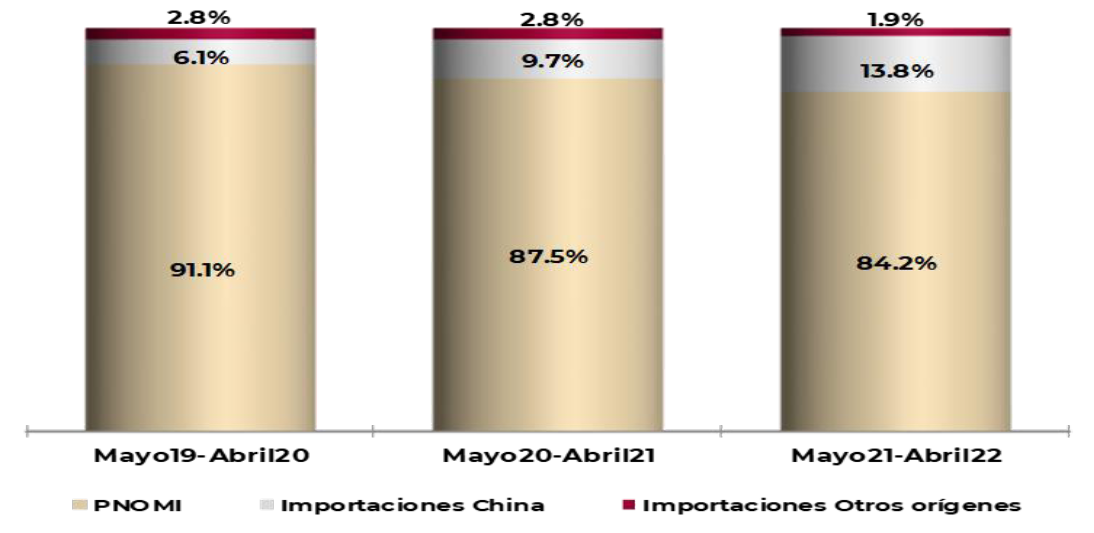 2.8% 2.8% 1.9%
6.1% 9.7% 13.8%
91.1% 87.5% 84.2%
Mayo19-Abril20 Mayo20-Abril21 Mayo21-Abril22
PNOMI Importaciones China Importaciones Otros orígenes